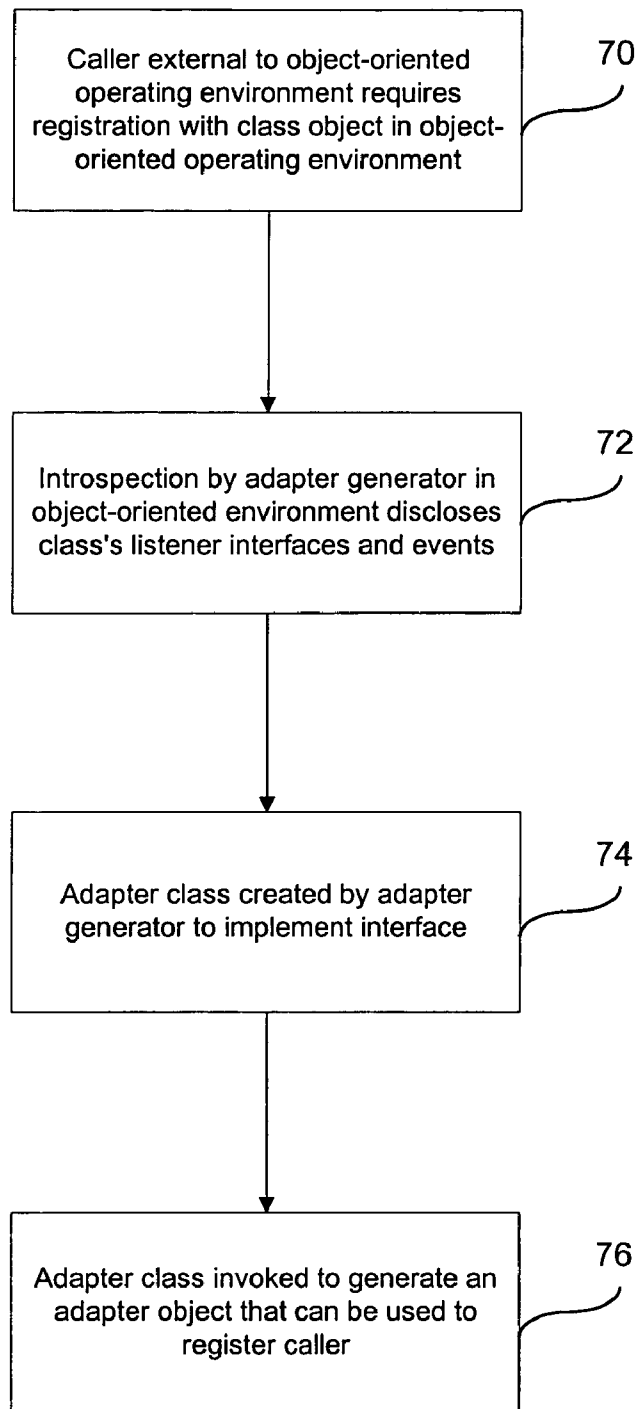 Caller external to object-oriented
operating environment requires
registration with class object in object-
oriented operating environment
70
Introspection by adapter generator in
object-oriented environment discloses
class's listener interfaces and events
72
Adapter class created by adapter
generator to implement interface
74
Adapter class invoked to generate an
adapter object that can be used to
register caller
76